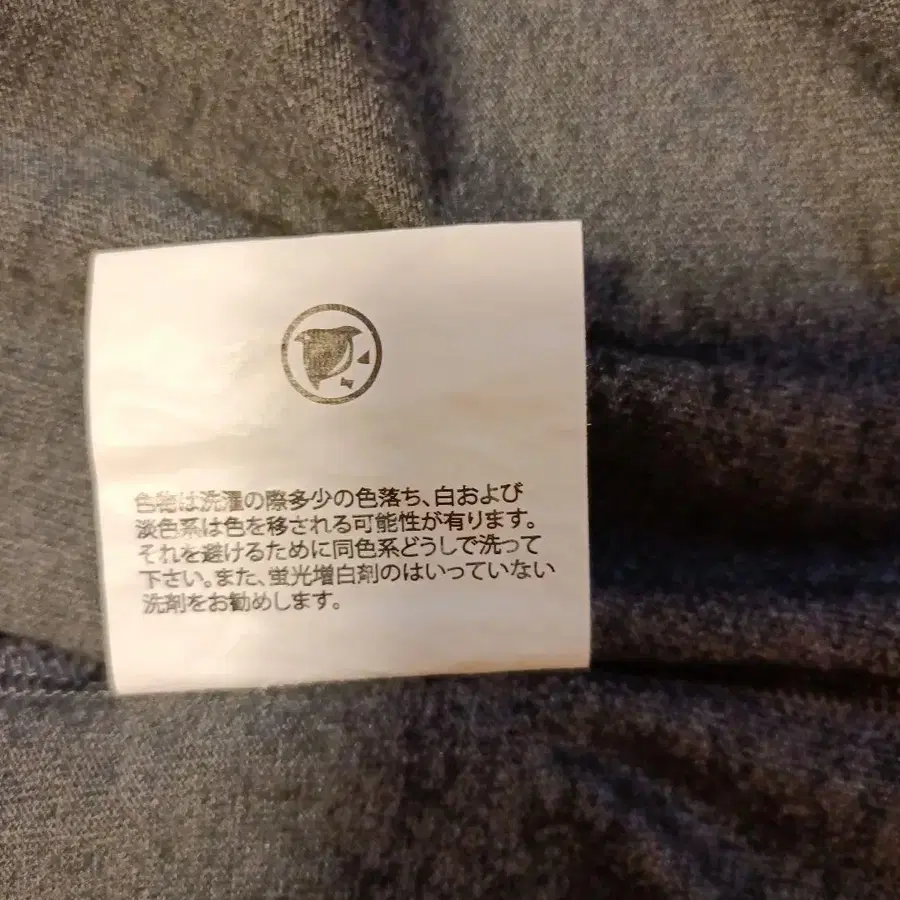 色物は洗濯の際多少の色落ち、白および
淡色系は色を移される可能性が有ります。
それを避けるために同色系どうしで洗って
下さい。また、蛍光増白剤のはいっていない
洗剤をお勧めします。